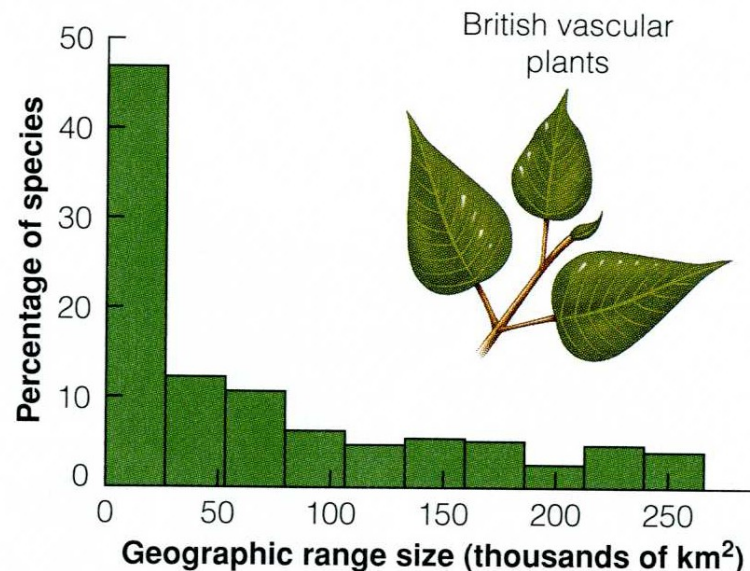 British vascular
plants
Percentage of species
50
40
30
20
10
0
0 50 100 150 200 250
Geographic range size (thousands of km²)